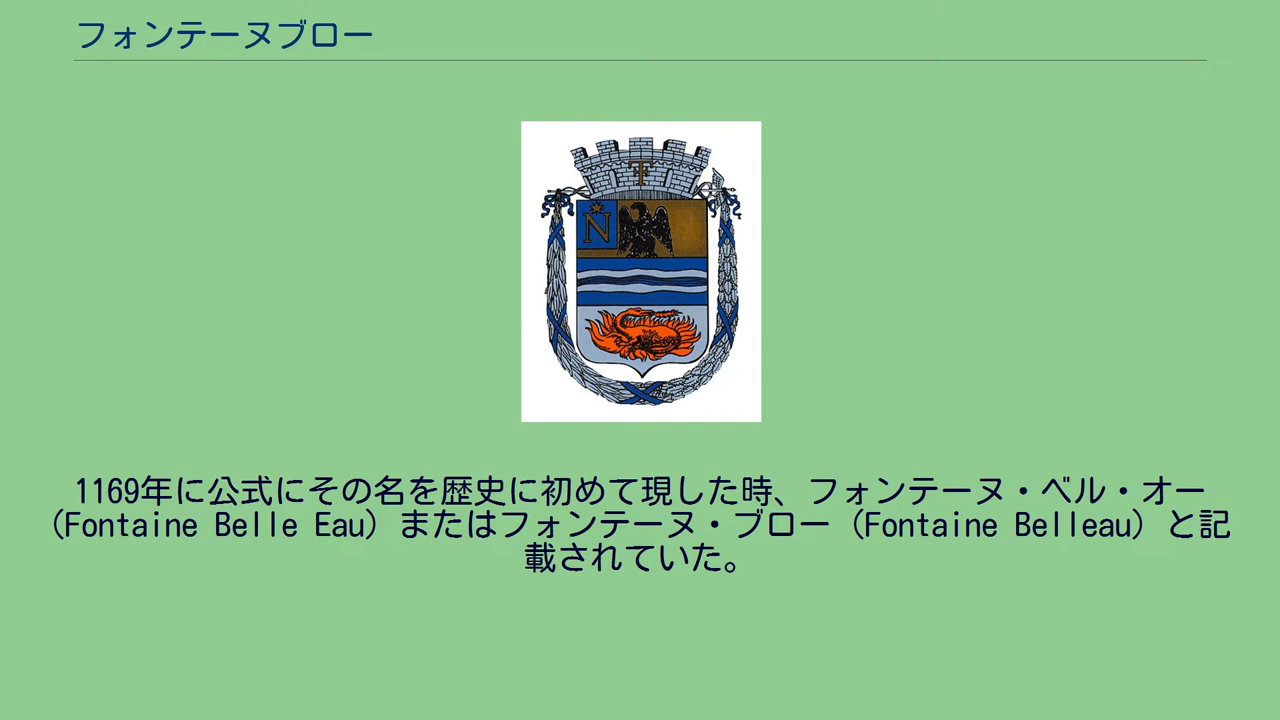 フォンテーヌブロー
T
N
1169年に公式にその名を歴史に初めて現した時、フォンテーヌ・ベル・オー
（Fontaine Belle Eau）またはフォンテーヌ・ブロー（Fontaine Belleau）と記
載されていた。